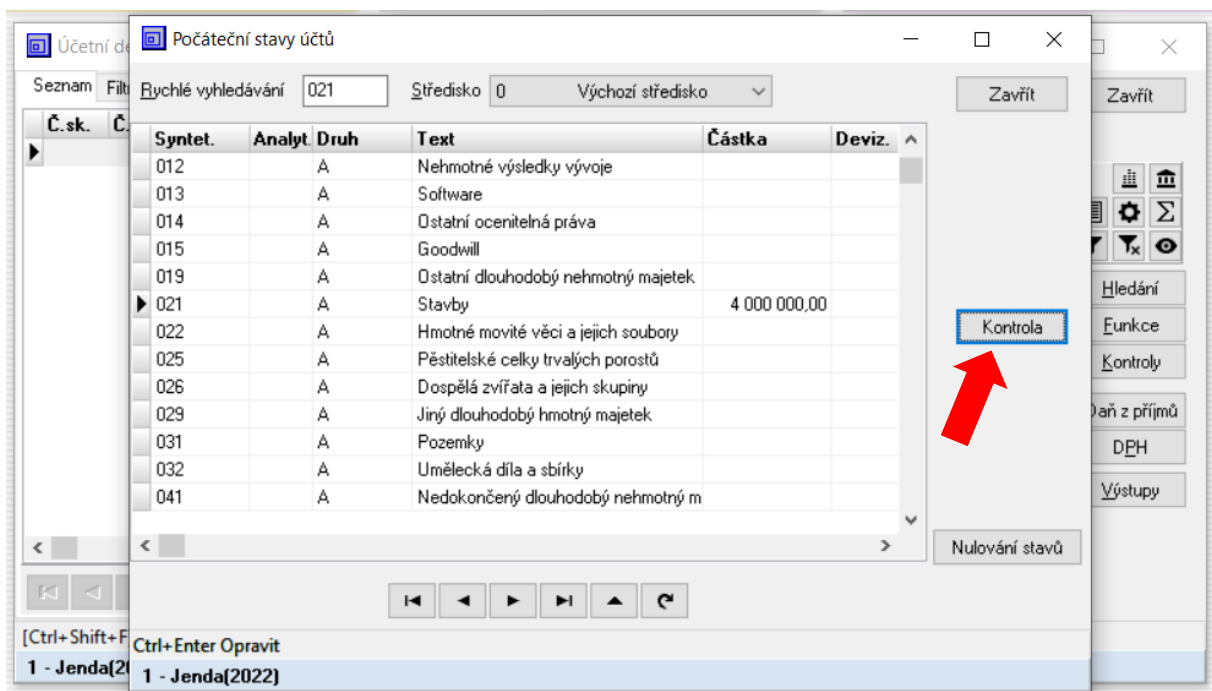 Účetní de
Počáteční stavy účtů
Seznam Filt
Rychlé vyhledávání 021 Středisko 0 Výchozí středisko Zavřít
Zavřít
Č.sk. Č.
Syntet. Analyt. Druh Text Částka Deviz.
012 A Nehmotné výsledky vývoje
013 A Software
014 A Ostatní ocenitelná práva
015 A Goodwill
019 A Ostatní dlouhodobý nehmotný majetek
021 A Stavby 4 000 000,00
022 A Hmotné movité věci a jejich soubory
025 A Pěstitelské celky trvalých porostů
026 A Dospělá zvířata a jejich skupiny
029 A Jiný dlouhodobý hmotný majetek
031 A Pozemky
032 A Umělecká díla a sbírky
041 A Nedokončený dlouhodobý nehmotný m
Kontrola
Nulování stavů
Hledání
Funkce
Kontroly
Daň z příjmů
DPH
Výstupy
[Ctrl+Shift+F
Ctrl+Enter Opravit
1 - Jenda(20
1 - Jenda(2022)